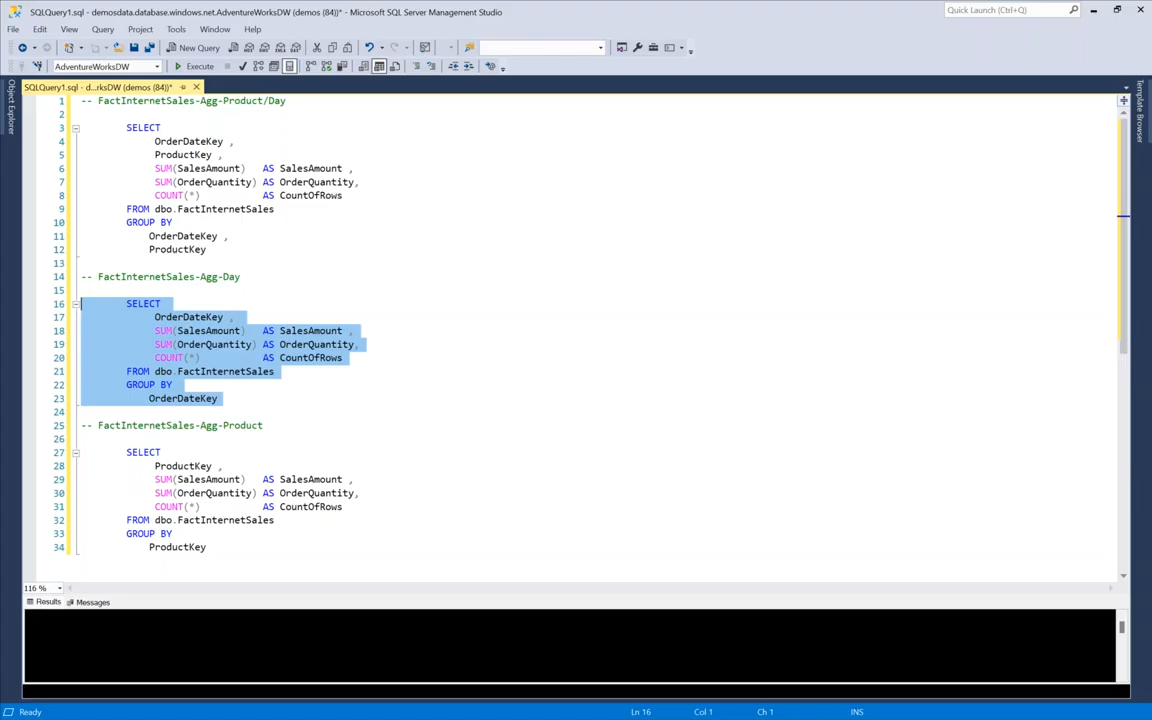 SQLQuery1.sql - demosdata.database.windows.net.AdventureWorksDW (demos (84))* - Microsoft SQL Server Management Studio
Quick Launch (Ctrl+Q)
File Edit View Query Project Tools Window Help
New Query
AdventureWorksDW
Execute
SQLQuery1.sql - d...rksDW (demos (84))*
Object Explorer
Template Browser
1 -- FactInternetSales-Agg-Product/Day
2
3 SELECT
4 OrderDateKey ,
5 ProductKey ,
6 SUM(SalesAmount) AS SalesAmount ,
7 SUM(OrderQuantity) AS OrderQuantity,
8 COUNT(*) AS CountOfRows
9 FROM dbo.FactInternetSales
10 GROUP BY
11 OrderDateKey ,
12 ProductKey
13
14 -- FactInternetSales-Agg-Day
15
16 SELECT
17 OrderDateKey ,
18 SUM(SalesAmount) AS SalesAmount ,
19 SUM(OrderQuantity) AS OrderQuantity,
20 COUNT(*) AS CountOfRows
21 FROM dbo.FactInternetSales
22 GROUP BY
23 OrderDateKey
24
25 -- FactInternetSales-Agg-Product
26
27 SELECT
28 ProductKey ,
29 SUM(SalesAmount) AS SalesAmount ,
30 SUM(OrderQuantity) AS OrderQuantity,
31 COUNT(*) AS CountOfRows
32 FROM dbo.FactInternetSales
33 GROUP BY
34 ProductKey
116 %
Results Messages
Ready Ln 16 Col 1 Ch 1 INS